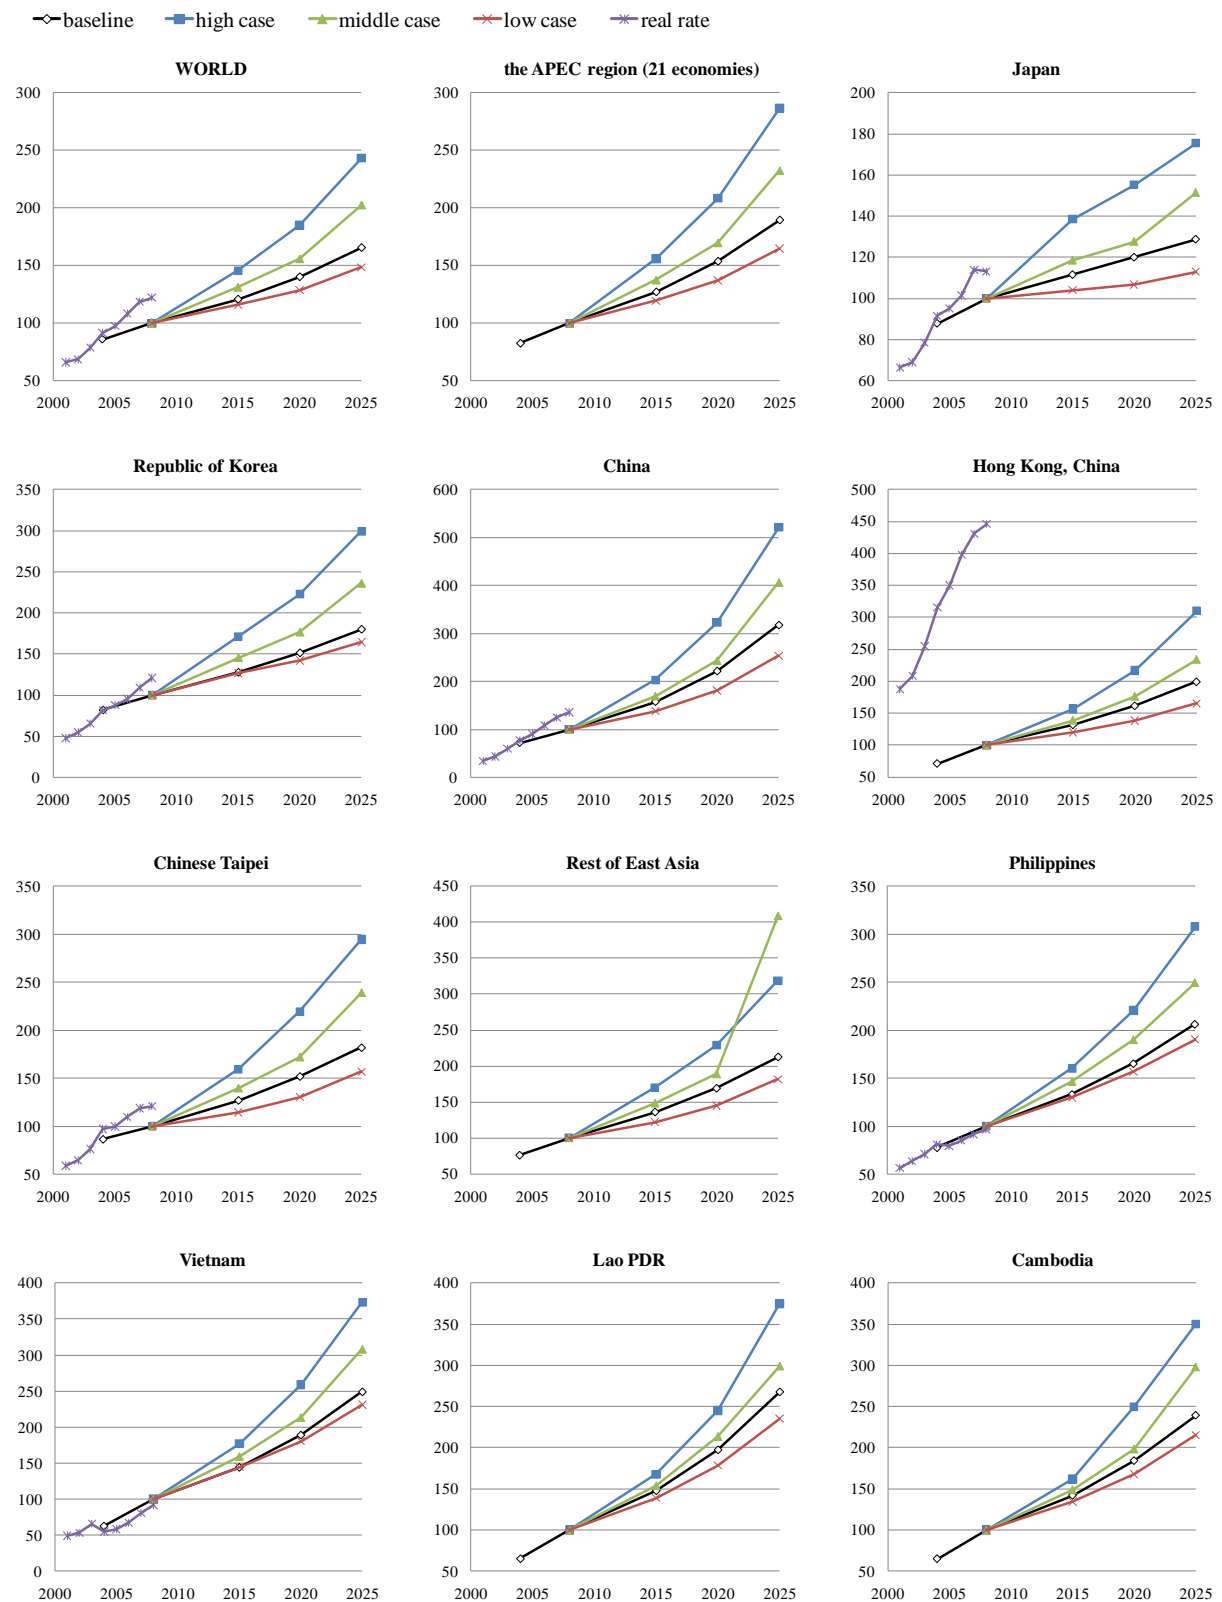 baseline high case middle case low case real rate
WORLD the APEC region (21 economies) Japan
300 300 200
180
250 250
160
200 200 140
150 150 120
100
100 100
80
50 50 60
2000 2005 2010 2015 2020 2025 2000 2005 2010 2015 2020 2025 2000 2005 2010 2015 2020 2025
Republic of Korea China Hong Kong, China
350 600 500
450
300 500
400
250
400 350
200 300
300
150 250
200 200
100
150
100
50 100
0 0 50
2000 2005 2010 2015 2020 2025 2000 2005 2010 2015 2020 2025 2000 2005 2010 2015 2020 2025
Chinese Taipei Rest of East Asia Philippines
350 450 350
400
300 300
350
250 300 250
200 250 200
200
150 150
150
100 100
100
50 50 50
2000 2005 2010 2015 2020 2025 2000 2005 2010 2015 2020 2025 2000 2005 2010 2015 2020 2025
Vietnam Lao PDR Cambodia
400 400 400
350 350 350
300
300 300
250
250 250
200
200 200
150
150 150
100
100 100
50
0 50 50
2000 2005 2010 2015 2020 2025 2000 2005 2010 2015 2020 2025 2000 2005 2010 2015 2020 2025